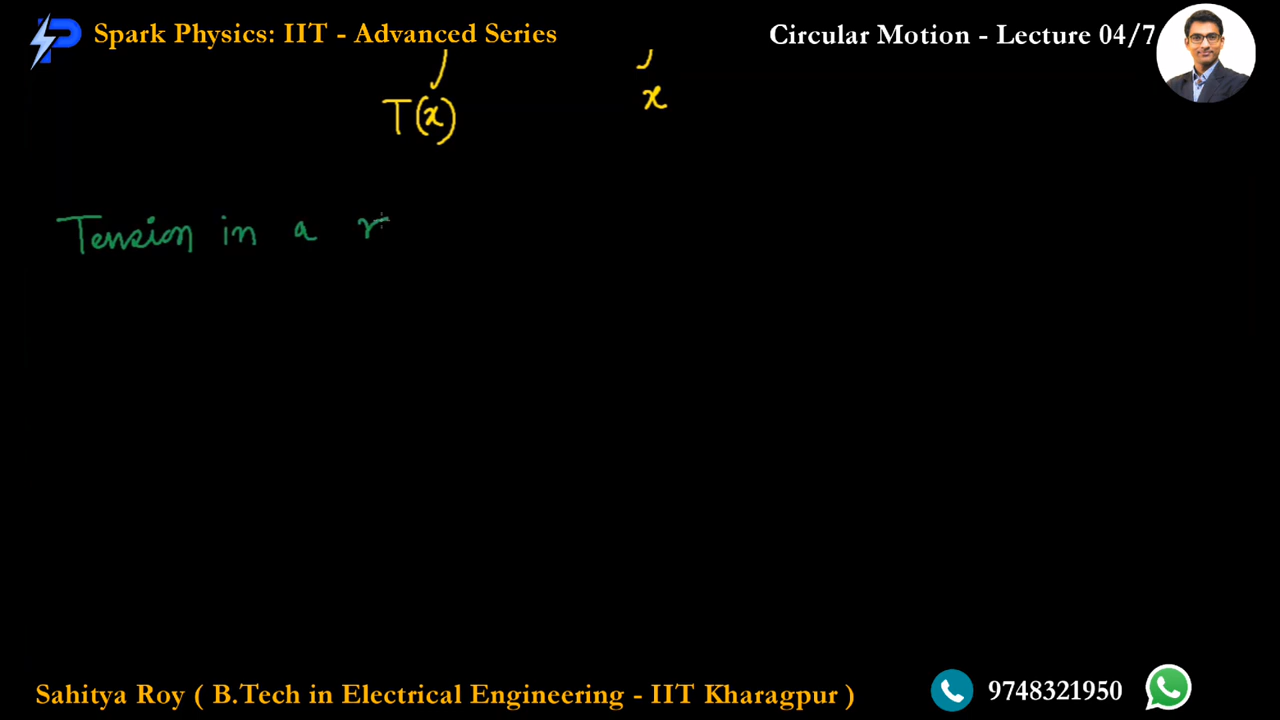 Spark Physics: IIT - Advanced Series
Circular Motion - Lecture 04/7
T(x)
x
Tension in a r
Sahitya Roy ( B.Tech in Electrical Engineering - IIT Kharagpur )
9748321950